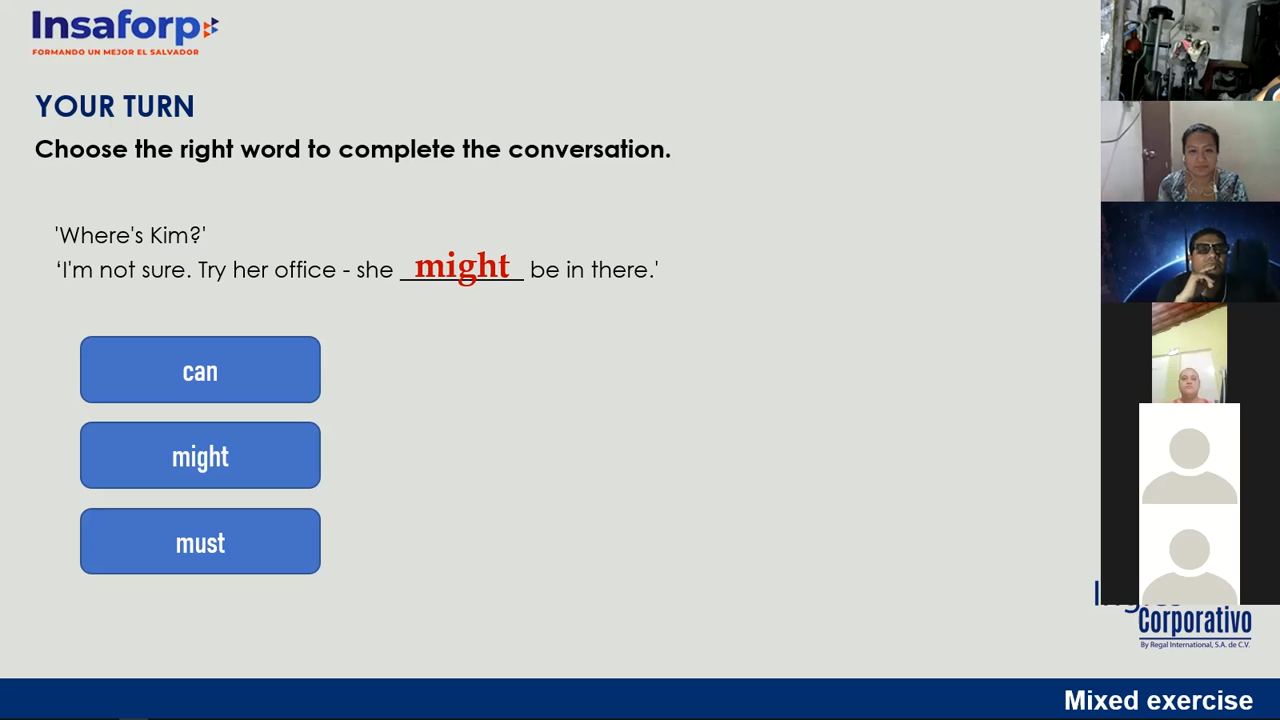 Insaforp
FORMANDO UN MEJOR EL SALVADOR
YOUR TURN
Choose the right word to complete the conversation.
'Where's Kim?'
‘I'm not sure. Try her office - she might be in there.'
can
might
must
Corporativo
By Regal International, S.A. de C.V.
Mixed exercise